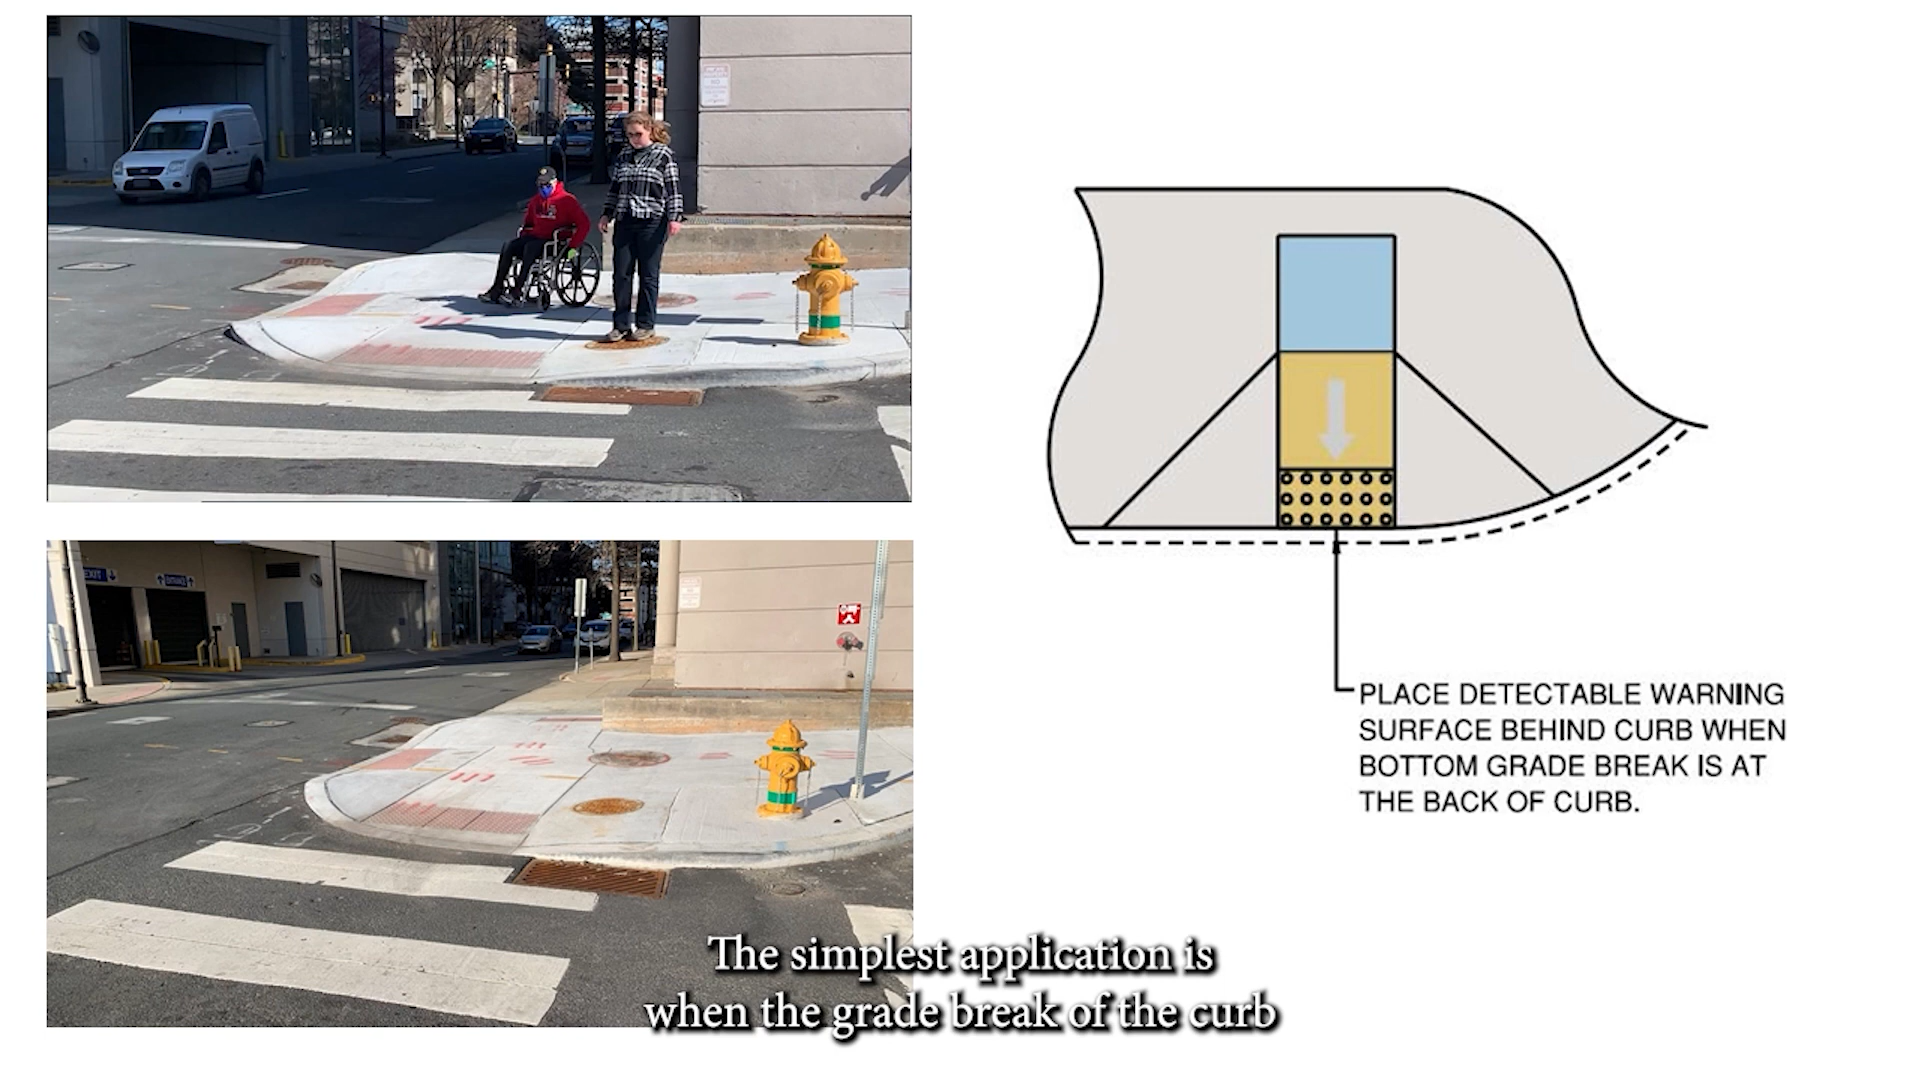 EXIT
ENTRANCE
PLACE DETECTABLE WARNING
SURFACE BEHIND CURB WHEN
BOTTOM GRADE BREAK IS AT
THE BACK OF CURB.
The simplest application is
when the grade break of the curb